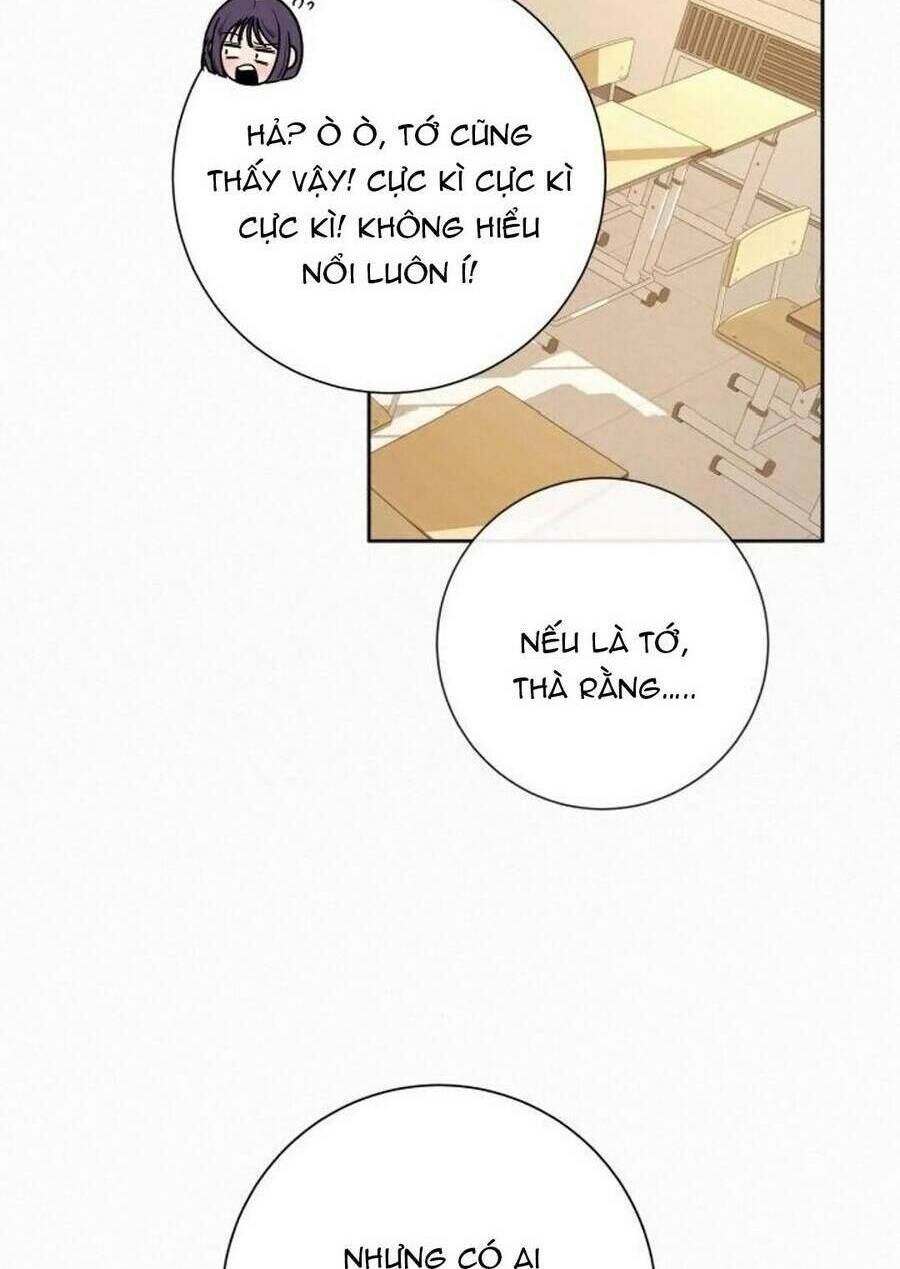 HẢ? Ò Ò, TỚ CŨNG
THẤY VẬY! CỰC KÌ CỰC KÌ
CỰC KÌ! KHÔNG HIỂU
NỔI LUÔN Í!
NẾU LÀ TỚ,
THÀ RẰNG.....
NHƯNG CÓ AI